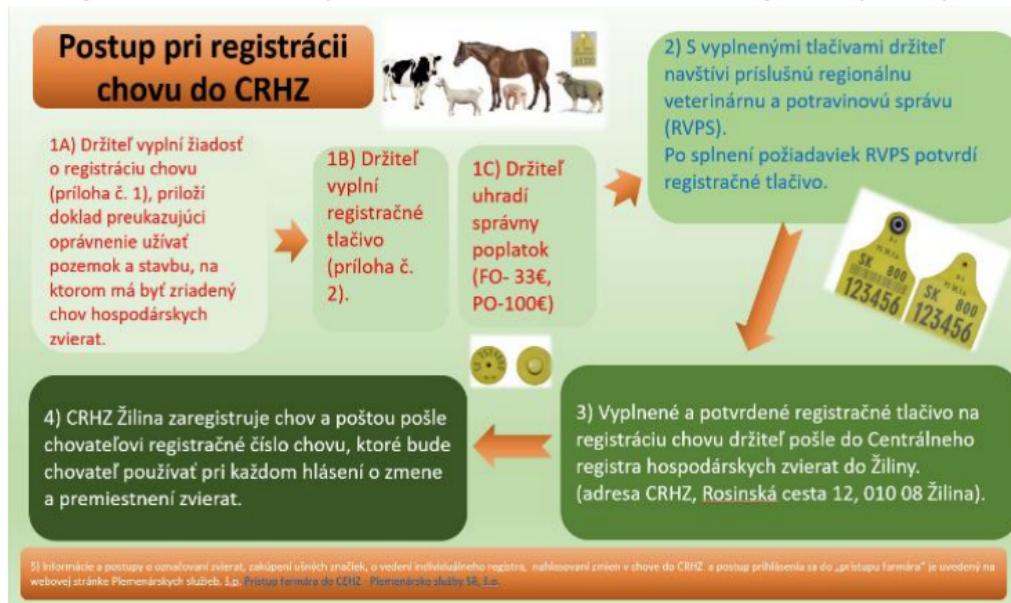 Postup pri registrácii
chovu do CRHZ
1A) Držiteľ vyplní žiadosť
o registráciu chovu
(príloha č. 1), priloží
doklad preukazujúci
oprávnenie užívať
pozemok a stavbu, na
ktorom má byť zriadený
chov hospodárskych
zvierat.
1B) Držiteľ
vyplní
registračné
tlačivo
(príloha č.
2).
1C) Držiteľ
uhradí
správny
poplatok
(FO- 33€,
PO-100€)
2) S vyplnenými tlačivami držiteľ
navštívi príslušnú regionálnu
veterinárnu a potravinovú správu
(RVPS).
Po splnení požiadaviek RVPS potvrdí
registračné tlačivo.
SK 800
123456
SK 800
123456
3) Vyplnené a potvrdené registračné tlačivo na
registráciu chovu držiteľ pošle do Centrálneho
registra hospodárskych zvierat do Žiliny.
(adresa CRHZ, Rosinská cesta 12, 010 08 Žilina).
4) CRHZ Žilina zaregistruje chov a poštou pošle
chovateľovi registračné číslo chovu, ktoré bude
chovateľ používať pri každom hlásení o zmene
a premiestnení zvierat.
5) Informácie a postupy o označovaní zvierat, zakúpení ušných značiek, o vedení individuálneho registra, nahlasovaní zmien v chove do CRHZ a postup prihlásenia sa do „prístupu farmára" je uvedený na
webovej stránke Plemenárskych služieb. š.p. Prístup farmára do CEHZ - Plemenárske služby SR, š.p.